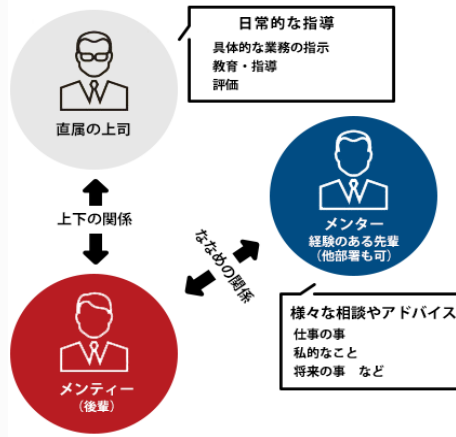 日常的な指導
具体的な業務の指示
教育・指導
評価
直属の上司
上下の関係
ななめの関係
メンター
経験のある先輩
（他部署も可）
様々な相談やアドバイス
仕事の事
私的なこと
将来の事　など
メンティー
（後輩）